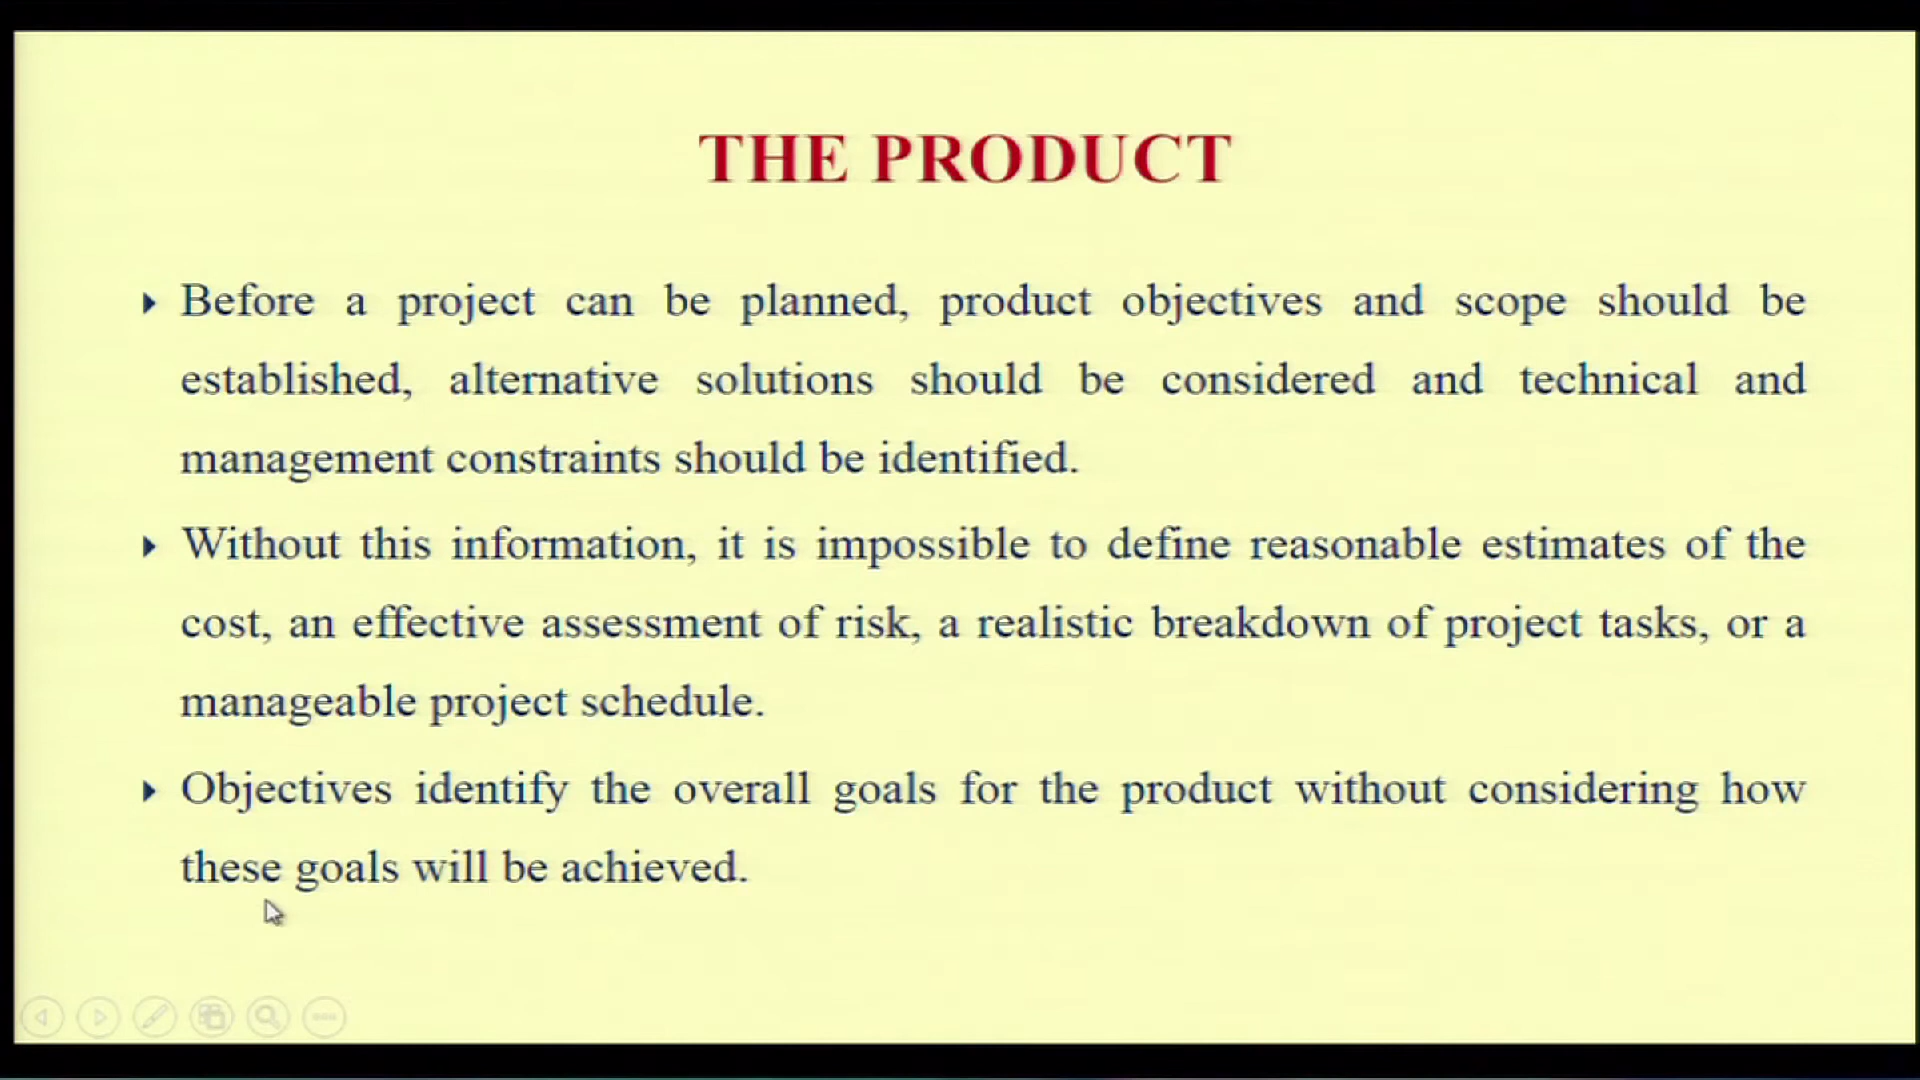 THE PRODUCT
Before a project can be planned, product objectives and scope should be
established, alternative solutions should be considered and technical and
management constraints should be identified.
Without this information, it is impossible to define reasonable estimates of the
cost, an effective assessment of risk, a realistic breakdown of project tasks, or a
manageable project schedule.
Objectives identify the overall goals for the product without considering how
these goals will be achieved.